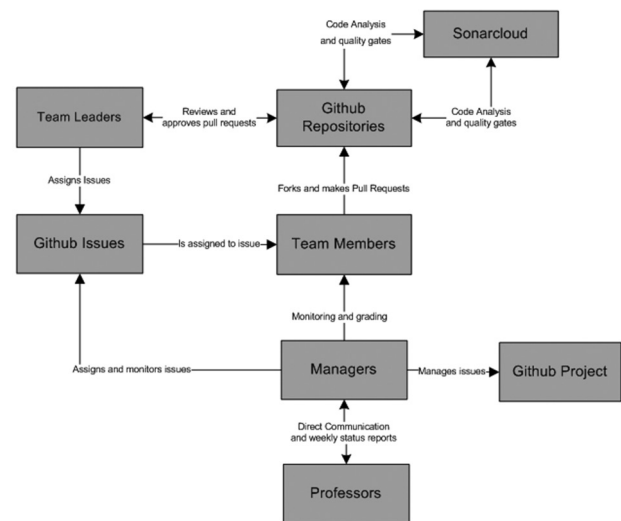 Code Analysis
and quality gates
Sonarcloud
Team Leaders
Reviews and
approves pull requests
Github
Repositories
Code Analysis
and quality gates
Assigns Issues
Forks and makes Pull Requests
Github Issues
Is assigned to issue
Team Members
Monitoring and grading
Assigns and monitors issues
Managers
Manages issues
Github Project
Direct Communication
and weekly status reports
Professors